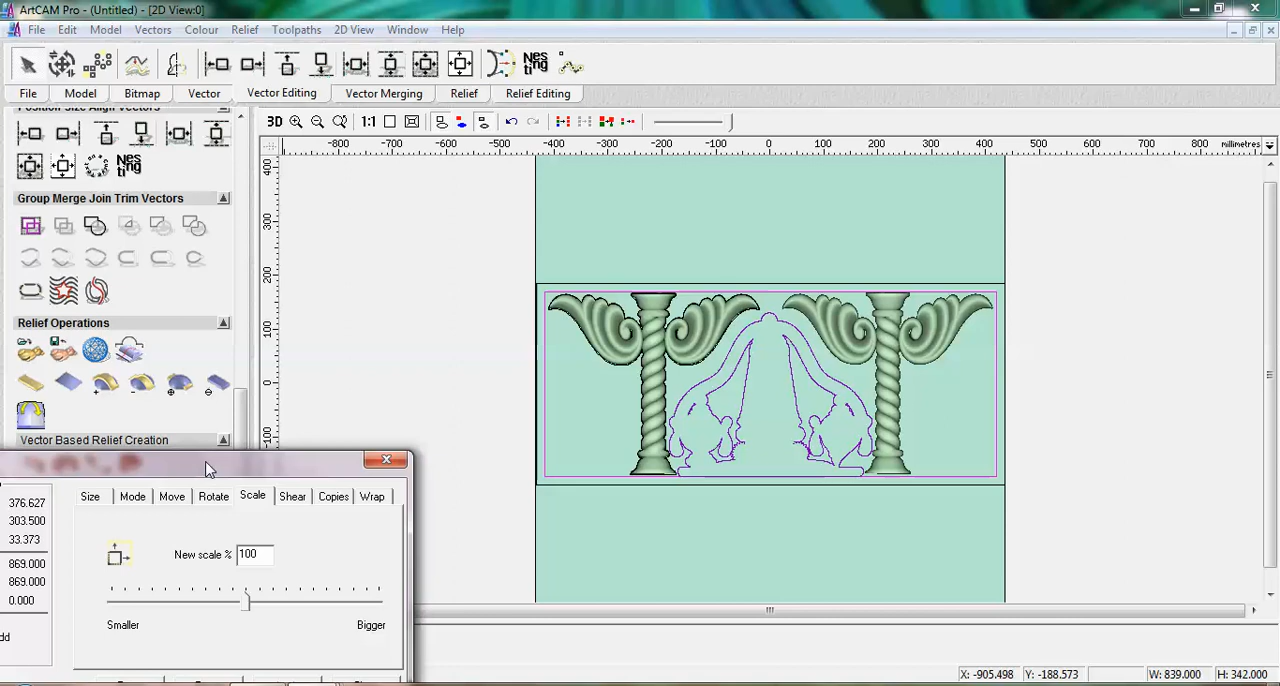 ArtCAM Pro - (Untitled) - [2D View:0]
File Edit Model Vectors Colour Relief Toolpaths 2D View Window Help
Nes
ting
File Model Bitmap Vector Vector Editing Vector Merging Relief Relief Editing
Position Size Align Vectors
3D 1:1
-800 -700 -600 -500 -400 -300 -200 -100 0 100 200 300 400 500 600 700 800 millimetres
400
300
200
100
0
-100
Nes
ting
Group Merge Join Trim Vectors
Relief Operations
Vector Based Relief Creation
376.627
303.500
33.373
869.000
869.000
0.000
dd
Size Mode Move Rotate Scale Shear Copies Wrap
New scale % 100
Smaller Bigger
X: -905.498 Y: -188.573 W: 839.000 H: 342.000